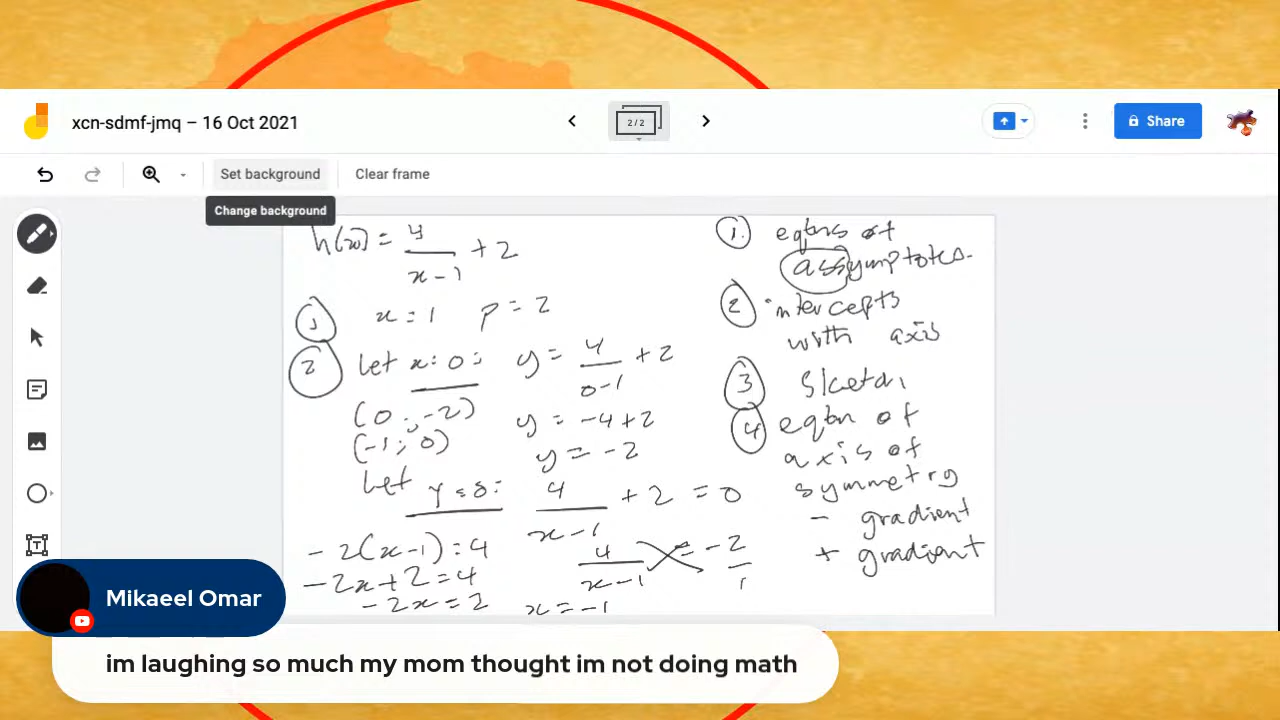 xcn-sdmf-jmq – 16 Oct 2021
2 / 2
Share
Set background
Clear frame
Change background
h(x) = 4/(x-1) + 2
① x = 1 p = 2
② let x = 0: y = 4/(0-1) + 2
(0 ; -2) y = -4+2
(-1 ; 0) y = -2
Let y = 0: 4/(x-1) + 2 = 0
-2(x-1) = 4 4/(x-1) = -2/1
-2x+2 = 4
-2x = 2 x = -1
1. eqtns of
assymptotes.
2 intercepts
with axis
3 Sketch
4 eqtn of
axis of
symmetry
- gradient
+ gradient
Mikaeel Omar
im laughing so much my mom thought im not doing math